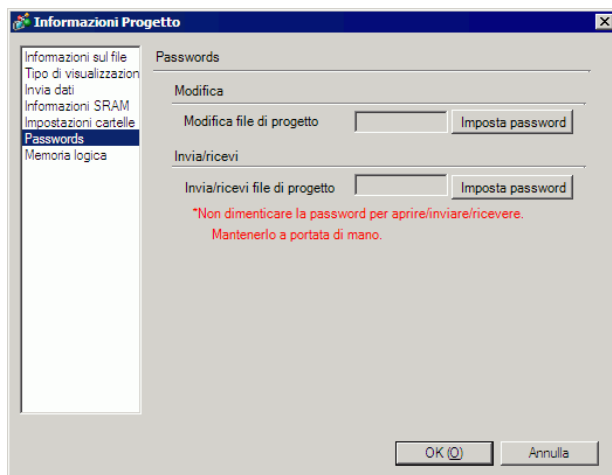 Informazioni Progetto
Informazioni sul file
Tipo di visualizzazion
Invia dati
Informazioni SRAM
Impostazioni cartelle
Passwords
Memoria logica
Passwords
Modifica
Modifica file di progetto
Imposta password
Invia/ricevi
Invia/ricevi file di progetto
Imposta password
*Non dimenticare la password per aprire/inviare/ricevere.
Mantenerlo a portata di mano.
OK (O)
Annulla